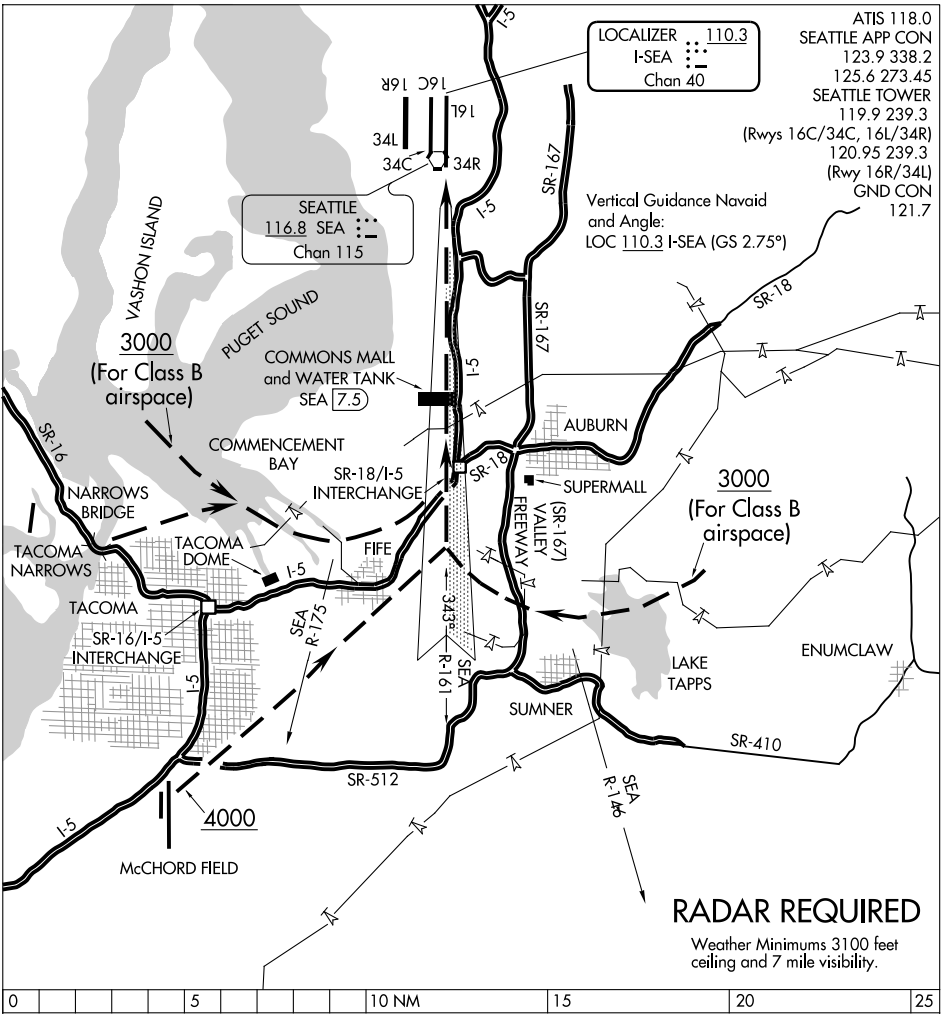 ATIS 118.0
SEATTLE APP CON
123.9 338.2
125.6 273.45
SEATTLE TOWER
119.9 239.3
(Rwys 16C/34C, 16L/34R)
120.95 239.3
(Rwy 16R/34L)
GND CON
121.7
LOCALIZER 110.3
I-SEA
Chan 40
I-5
16R
16C
16L
34L
34C
34R
SEATTLE
116.8 SEA
Chan 115
I-5
SR-167
Vertical Guidance Navaid
and Angle:
LOC 110.3 I-SEA (GS 2.75°)
VASHON ISLAND
PUGET SOUND
3000
(For Class B
airspace)
COMMONS MALL
and WATER TANK
SEA 7.5
I-5
SR-167
SR-18
SR-16
COMMENCEMENT
BAY
SR-18/I-5
INTERCHANGE
SR-18
AUBURN
SUPERMALL
3000
(For Class B
airspace)
NARROWS
BRIDGE
TACOMA
NARROWS
TACOMA
DOME
FIFE
I-5
(SR-167)
VALLEY
FREEWAY
TACOMA
SR-16/I-5
INTERCHANGE
I-5
SEA
R-175
343°
SEA
R-161
LAKE
TAPPS
ENUMCLAW
SUMNER
SR-410
SR-512
SEA
R-146
I-5
4000
McCHORD FIELD
RADAR REQUIRED
Weather Minimums 3100 feet
ceiling and 7 mile visibility.
0 5 10 NM 15 20 25